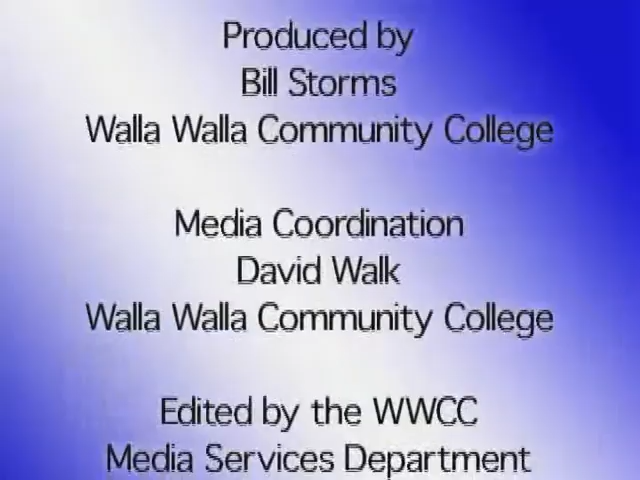 Produced by
Bill Storms
Walla Walla Community College
Media Coordination
David Walk
Walla Walla Community College
Edited by the WWCC
Media Services Department